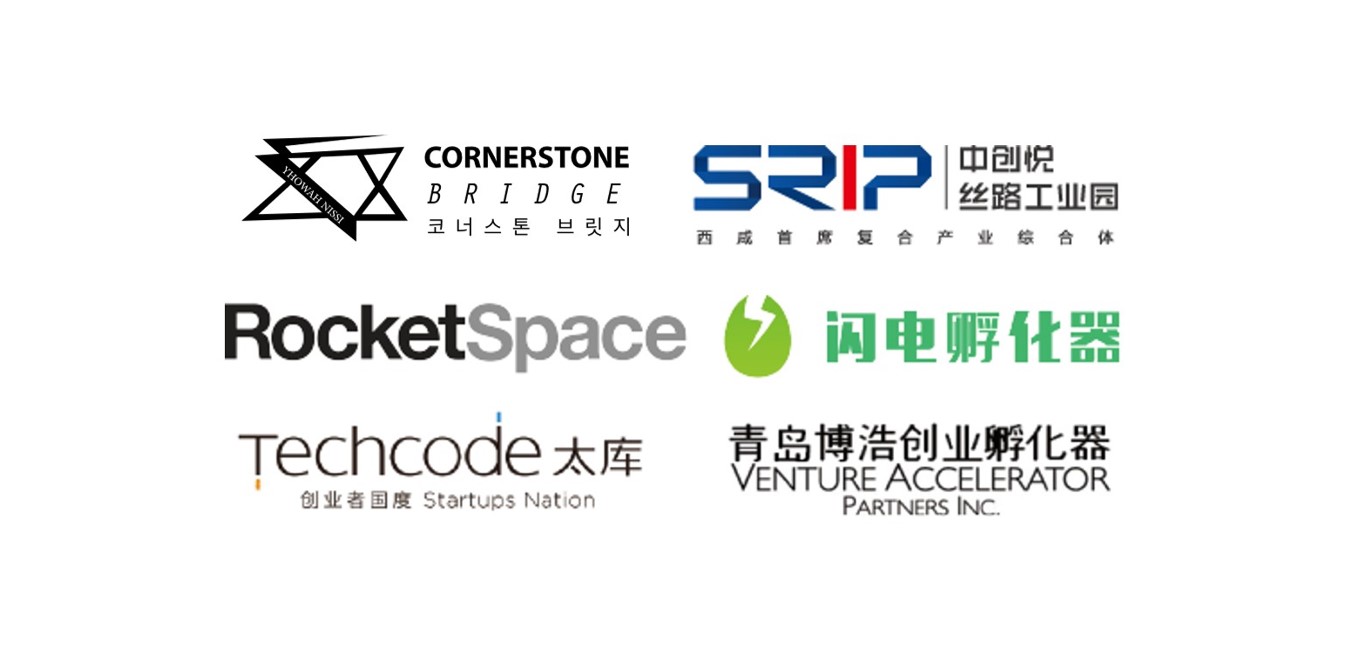 YHOWAH NISSI
CORNERSTONE
BRIDGE
코너스톤 브릿지
SRIP
中创悦
丝路工业园
西咸首席复合产业综合体
RocketSpace
闪电孵化器
Techcode 太库
创业者国度 Startups Nation
青岛博浩创业孵化器
VENTURE ACCELERATOR
PARTNERS INC.